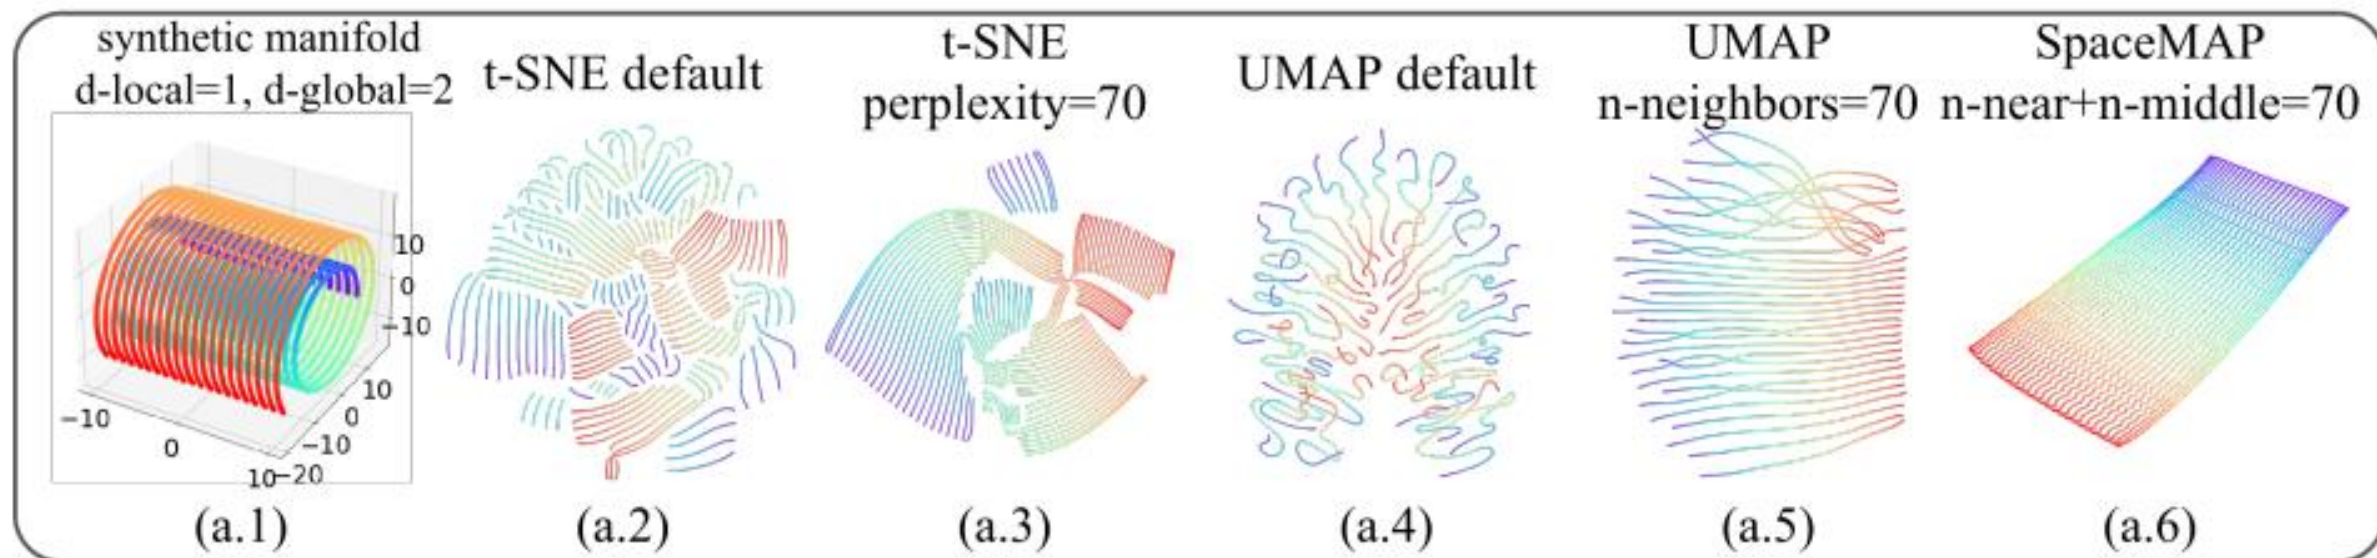 synthetic manifold
d-local=1, d-global=2
t-SNE default
t-SNE
perplexity=70
UMAP default
UMAP
n-neighbors=70
SpaceMAP
n-near+n-middle=70
10
0
−10
10
0
−10
−20
−10
0
10
(a.1)
(a.2)
(a.3)
(a.4)
(a.5)
(a.6)